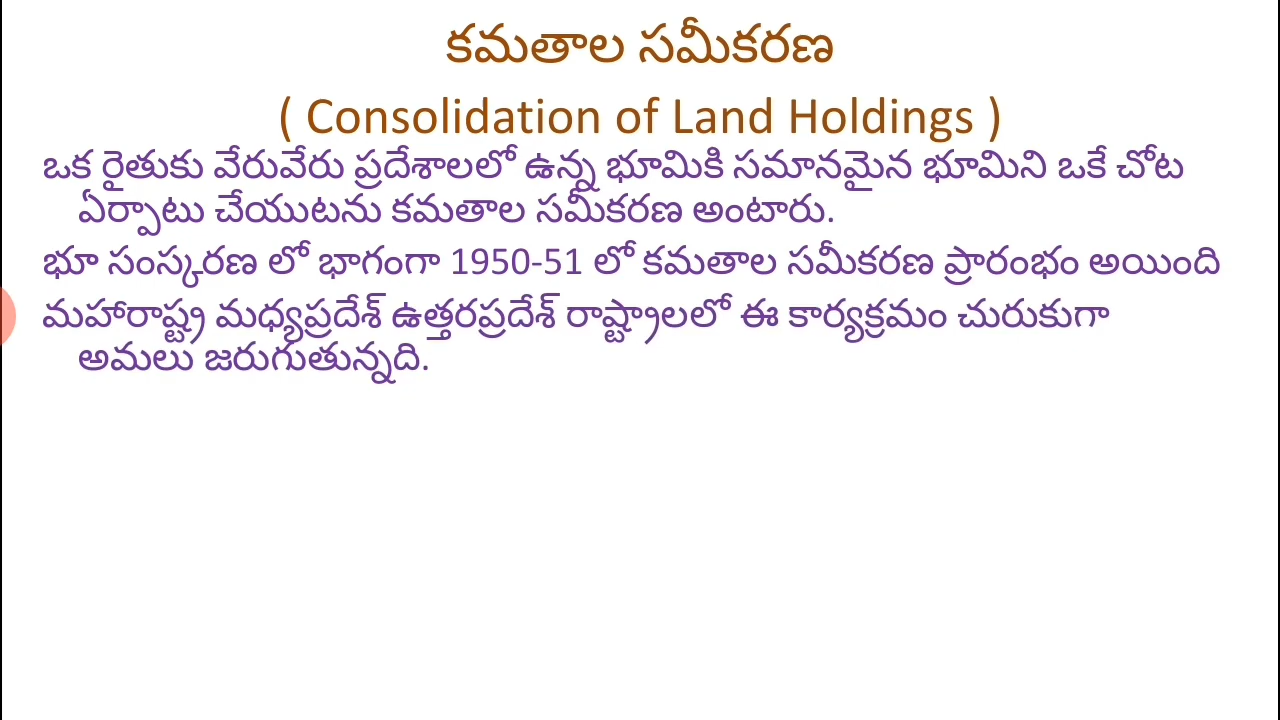 కమతాల సమీకరణ
( Consolidation of Land Holdings )
ఒక రైతుకు వేరువేరు ప్రదేశాలలో ఉన్న భూమికి సమానమైన భూమిని ఒకే చోట
ఏర్పాటు చేయుటను కమతాల సమీకరణ అంటారు.
భూ సంస్కరణ లో భాగంగా 1950-51 లో కమతాల సమీకరణ ప్రారంభం అయింది
మహారాష్ట్ర మధ్యప్రదేశ్ ఉత్తరప్రదేశ్ రాష్ట్రాలలో ఈ కార్యక్రమం చురుకుగా
అమలు జరుగుతున్నది.